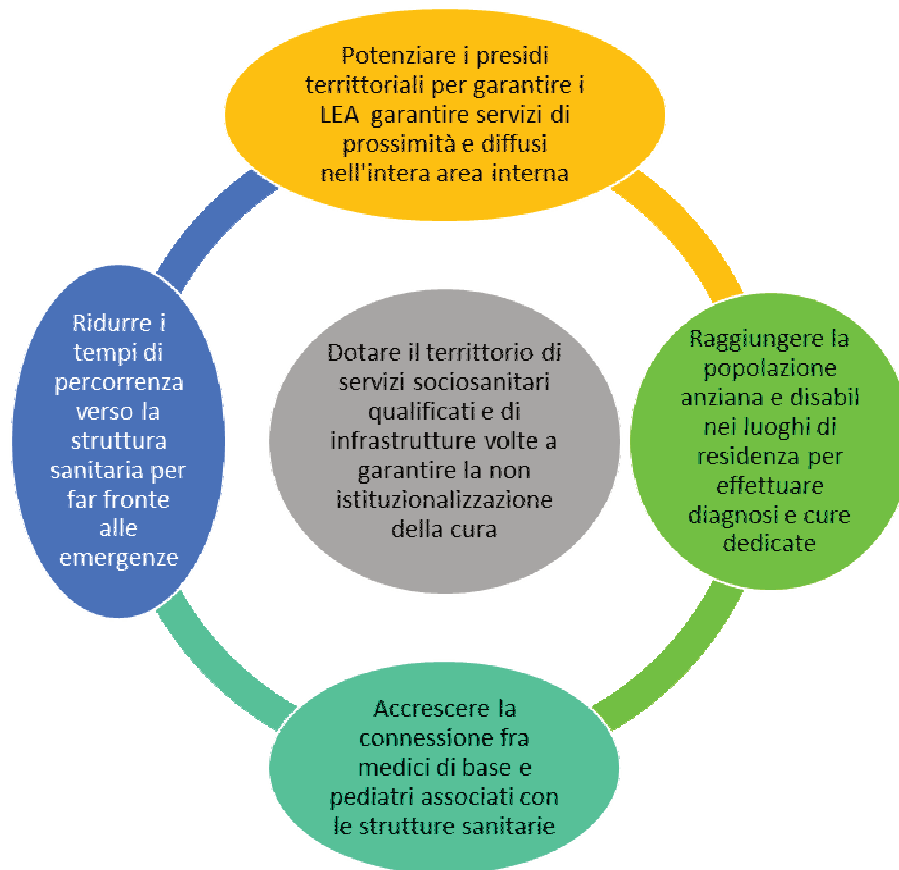 Potenziare i presidi
territtoriali per garantire i
LEA garantire servizi di
prossimità e diffusi
nell'intera area interna
Ridurre i
tempi di
percorrenza
verso la
struttura
sanitaria per
far fronte
alle
emergenze
Dotare il territorio di
servizi sociosanitari
qualificati e di
infrastrutture volte a
garantire la non
istituzionalizzazione
della cura
Raggiungere la
popolazione
anziana e disabil
nei luoghi di
residenza per
effettuare
diagnosi e cure
dedicate
Accrescere la
connessione fra
medici di base e
pediatri associati con
le strutture sanitarie